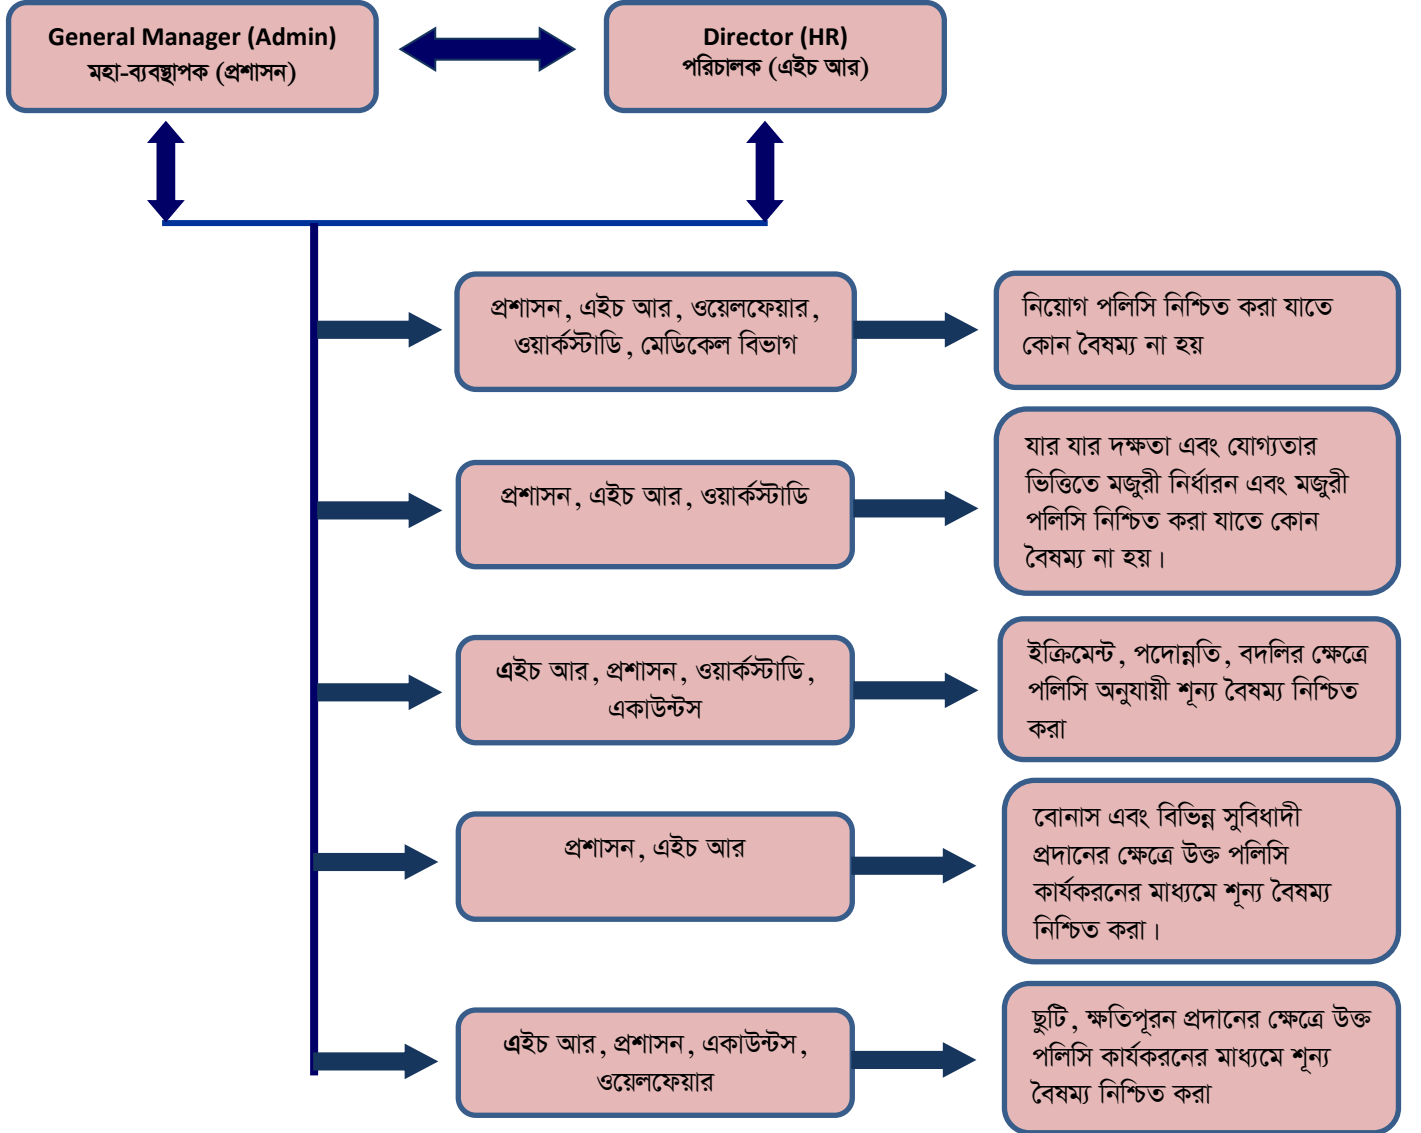 General Manager (Admin)
মহা-ব্যবস্থাপক (প্রশাসন)
Director (HR)
পরিচালক (এইচ আর)
প্রশাসন, এইচ আর, ওয়েলফেয়ার,
ওয়ার্কস্টাডি, মেডিকেল বিভাগ
নিয়োগ পলিসি নিশ্চিত করা যাতে
কোন বৈষম্য না হয়
প্রশাসন, এইচ আর, ওয়ার্কস্টাডি
যার যার দক্ষতা এবং যোগ্যতার
ভিত্তিতে মজুরী নির্ধারন এবং মজুরী
পলিসি নিশ্চিত করা যাতে কোন
বৈষম্য না হয়।
এইচ আর, প্রশাসন, ওয়ার্কস্টাডি,
একাউন্টস
ইক্রিমেন্ট, পদোন্নতি, বদলির ক্ষেত্রে
পলিসি অনুযায়ী শূন্য বৈষম্য নিশ্চিত
করা
প্রশাসন, এইচ আর
বোনাস এবং বিভিন্ন সুবিধাদী
প্রদানের ক্ষেত্রে উক্ত পলিসি
কার্যকরনের মাধ্যমে শূন্য বৈষম্য
নিশ্চিত করা।
এইচ আর, প্রশাসন, একাউন্টস,
ওয়েলফেয়ার
ছুটি, ক্ষতিপূরন প্রদানের ক্ষেত্রে উক্ত
পলিসি কার্যকরনের মাধ্যমে শূন্য
বৈষম্য নিশ্চিত করা